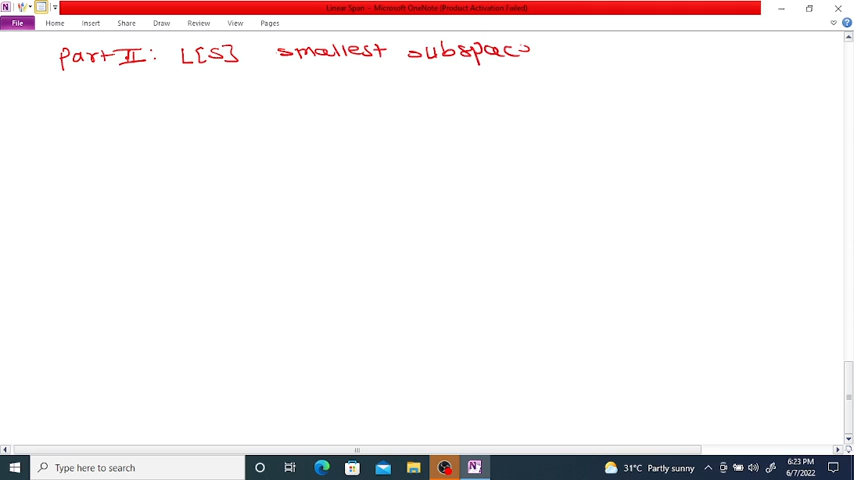 Linear Span - Microsoft OneNote (Product Activation Failed)
File Home Insert Share Draw Review View Pages
Part II: L[S] smallest subspac
Type here to search
31°C Partly sunny
6:23 PM
6/7/2022